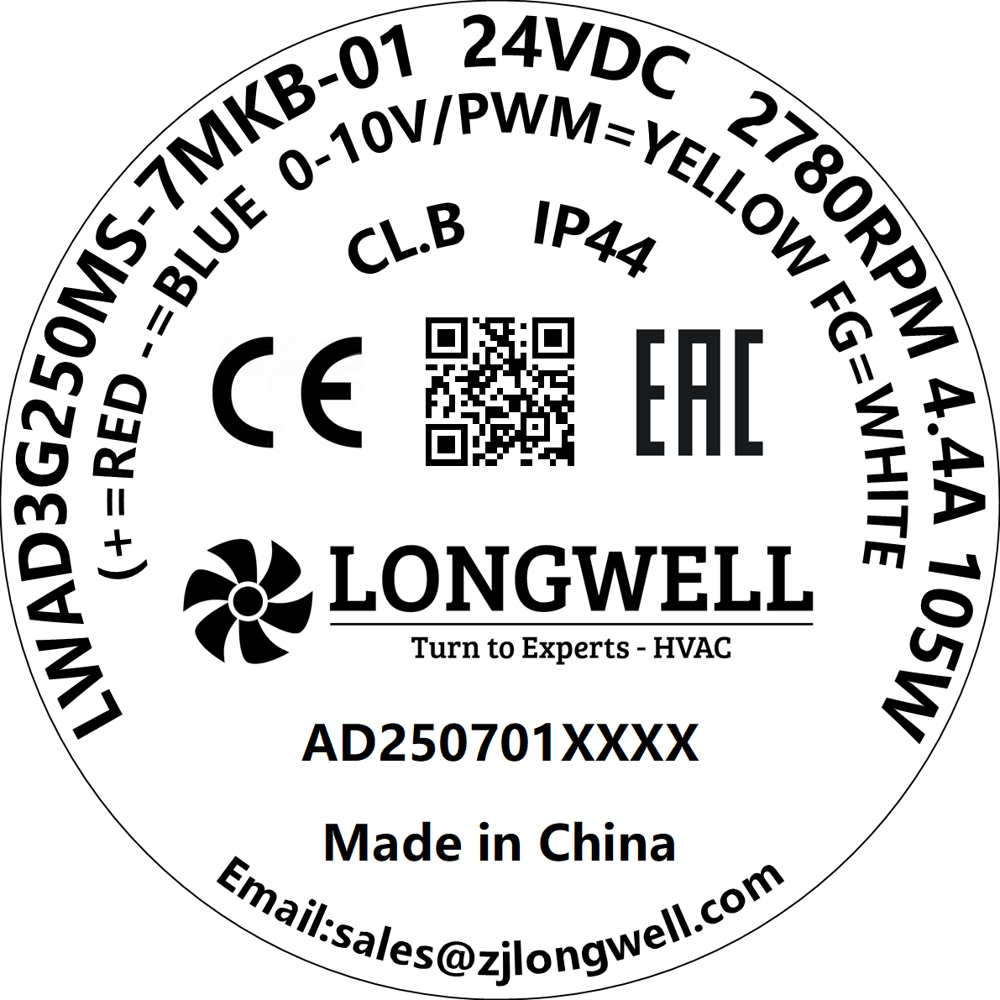 LWAD3G250MS-7MKB-01 24VDC 2780RPM 4.4A 105W
(+=RED -=BLUE 0-10V/PWM=YELLOW FG=WHITE
CL.B IP44
CE EAC
LONGWELL
Turn to Experts - HVAC
AD250701XXXX
Made in China
Email:sales@zjlongwell.com